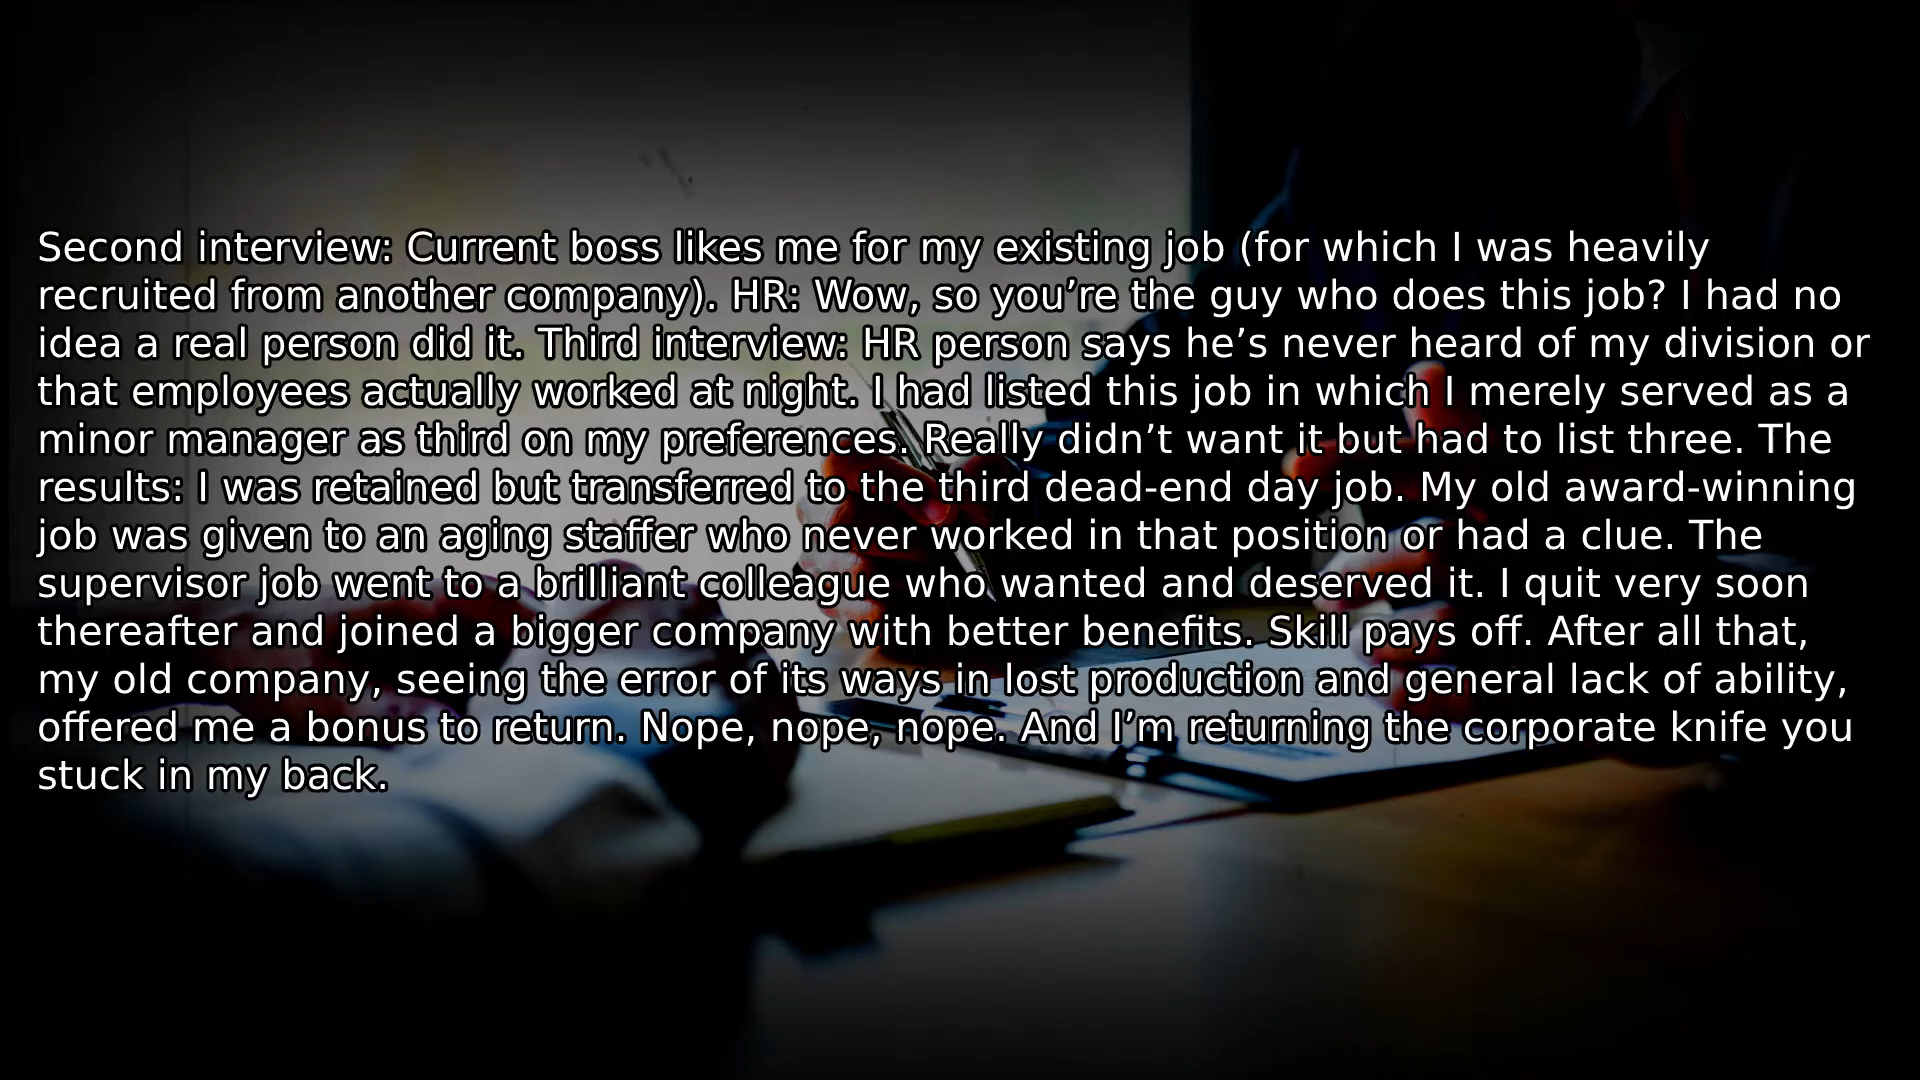 Second interview: Current boss likes me for my existing job (for which I was heavily
recruited from another company). HR: Wow, so you’re the guy who does this job? I had no
idea a real person did it. Third interview: HR person says he’s never heard of my division or
that employees actually worked at night. I had listed this job in which I merely served as a
minor manager as third on my preferences. Really didn’t want it but had to list three. The
results: I was retained but transferred to the third dead-end day job. My old award-winning
job was given to an aging staffer who never worked in that position or had a clue. The
supervisor job went to a brilliant colleague who wanted and deserved it. I quit very soon
thereafter and joined a bigger company with better benefits. Skill pays off. After all that,
my old company, seeing the error of its ways in lost production and general lack of ability,
offered me a bonus to return. Nope, nope, nope. And I’m returning the corporate knife you
stuck in my back.